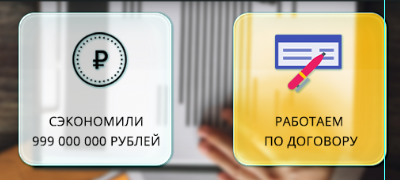 ₽
СЭКОНОМИЛИ
999 000 000 РУБЛЕЙ
РАБОТАЕМ
ПО ДОГОВОРУ